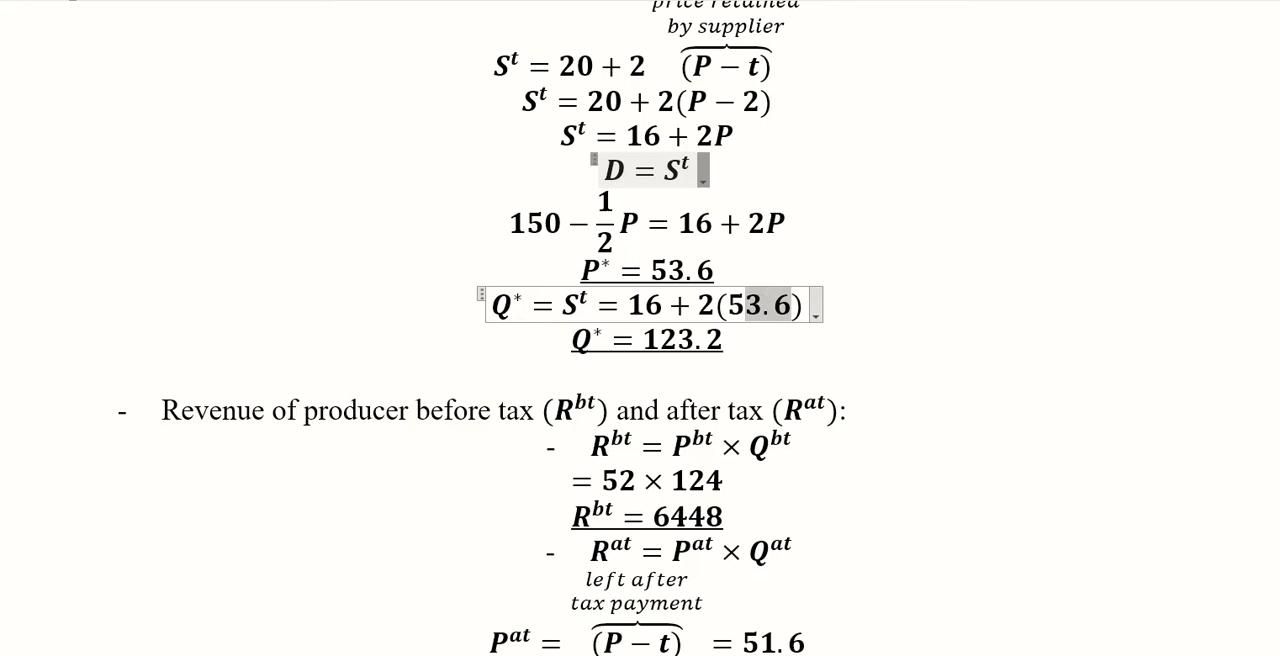 price retained
by supplier
Sᵗ = 20 + 2 (P − t)
Sᵗ = 20 + 2(P − 2)
Sᵗ = 16 + 2P
D = Sᵗ
150 − 1/2 P = 16 + 2P
P* = 53.6
Q* = Sᵗ = 16 + 2(53.6)
Q* = 123.2
- Revenue of producer before tax (Rᵇᵗ) and after tax (Rᵃᵗ):
- Rᵇᵗ = Pᵇᵗ × Qᵇᵗ
= 52 × 124
Rᵇᵗ = 6448
- Rᵃᵗ = Pᵃᵗ × Qᵃᵗ
left after
tax payment
Pᵃᵗ = (P − t) = 51.6